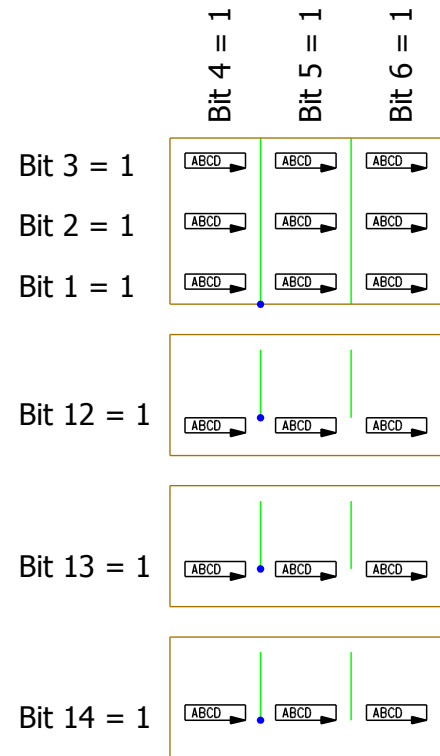 Bit 4 = 1
Bit 5 = 1
Bit 6 = 1
Bit 3 = 1 ABCD ABCD ABCD
Bit 2 = 1 ABCD ABCD ABCD
Bit 1 = 1 ABCD ABCD ABCD
Bit 12 = 1 ABCD ABCD ABCD
Bit 13 = 1 ABCD ABCD ABCD
Bit 14 = 1 ABCD ABCD ABCD